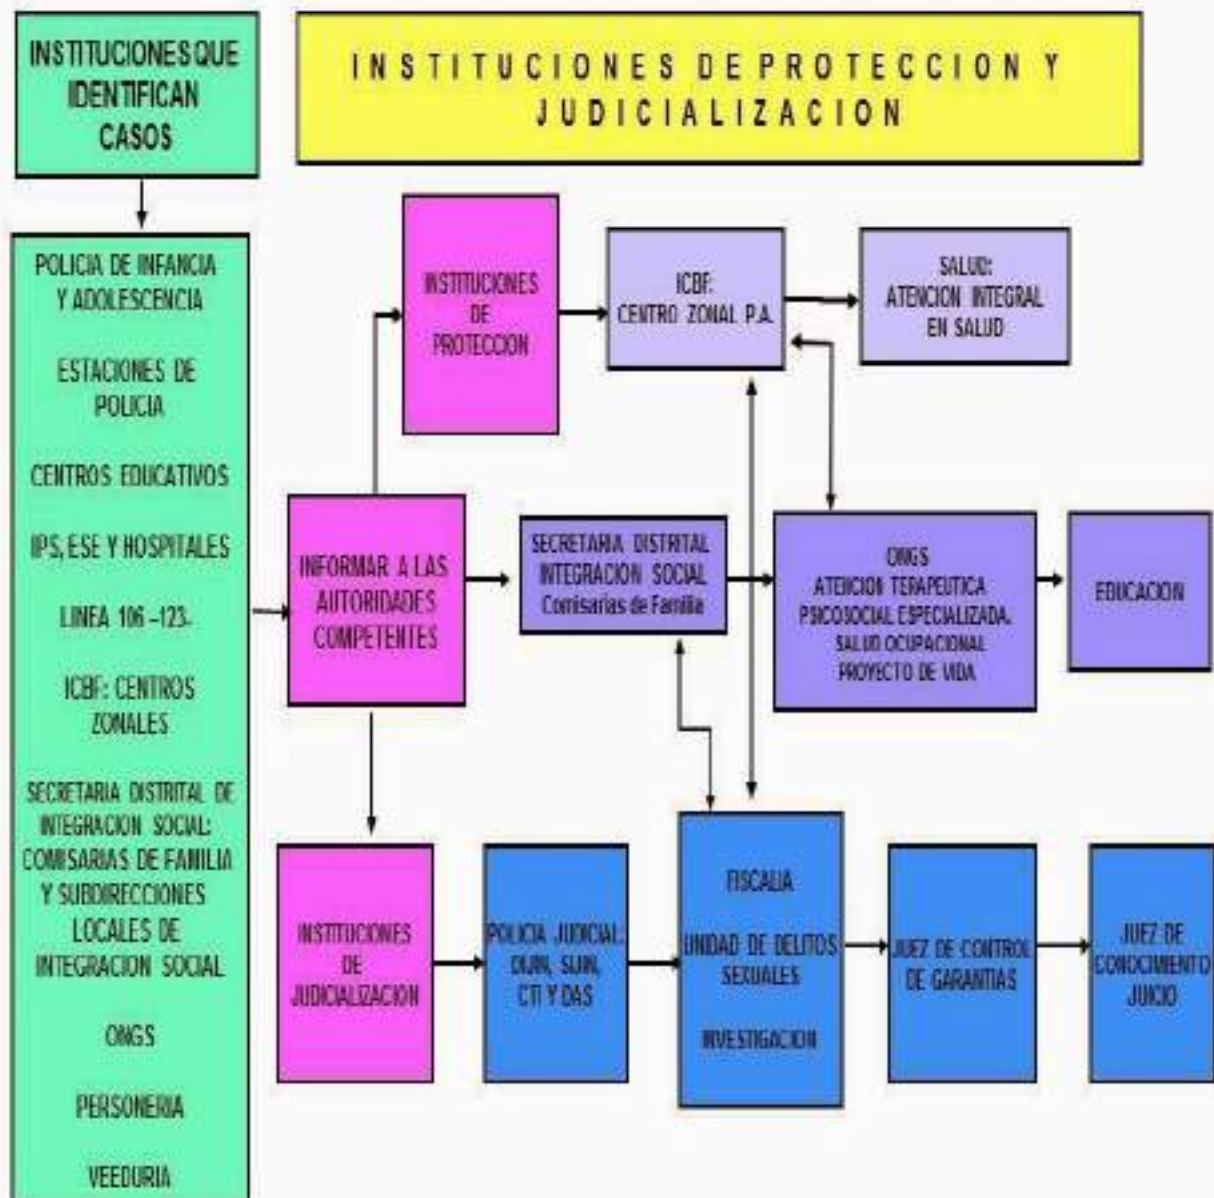 INSTITUCIONES QUE
IDENTIFICAN
CASOS
INSTITUCIONES DE PROTECCION Y
JUDICIALIZACION
POLICIA DE INFANCIA
Y ADOLESCENCIA
ESTACIONES DE
POLICIA
CENTROS EDUCATIVOS
IPS, ESE Y HOSPITALES
LINEA 106 -123-
ICBF: CENTROS
ZONALES
SECRETARIA DISTRITAL DE
INTEGRACION SOCIAL:
COMISARIAS DE FAMILIA
Y SUBDIRECCIONES
LOCALES DE
INTEGRACION SOCIAL
ONGS
PERSONERIA
VEEDURIA
INSTITUCIONES
DE
PROTECCION
ICBF:
CENTRO ZONAL P.A.
SALUD:
ATENCION INTEGRAL
EN SALUD
INFORMAR A LAS
AUTORIDADES
COMPETENTES
SECRETARIA DISTRITAL
INTEGRACION SOCIAL
Comisarias de Familia
ONGS
ATENCION TERAPEUTICA
PSICOSOCIAL ESPECIALIZADA.
SALUD OCUPACIONAL
PROYECTO DE VIDA
EDUCACION
INSTITUCIONES
DE
JUDICIALIZACION
POLICIA JUDICIAL:
DIJIN, SIJIN,
CTI Y DAS
FISCALIA
UNIDAD DE DELITOS
SEXUALES
INVESTIGACION
JUEZ DE CONTROL
DE GARANTIAS
JUEZ DE
CONOCIMIENTO
JUICIO